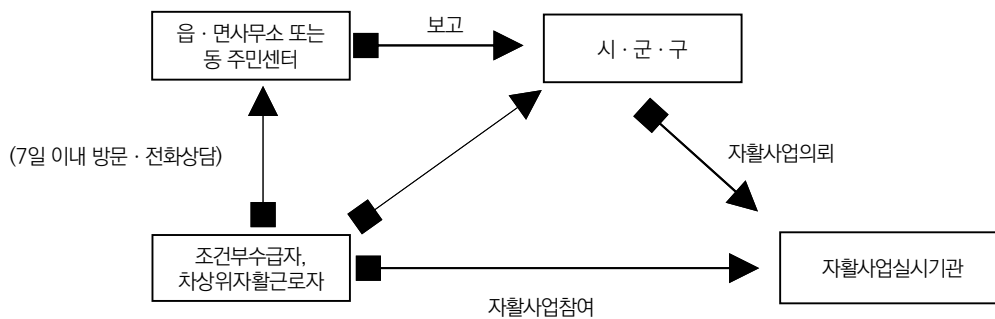 읍 · 면사무소 또는
동 주민센터
보고
시 · 군 · 구
(7일 이내 방문 · 전화상담)
자활사업의뢰
조건부수급자,
차상위자활근로자
자활사업실시기관
자활사업참여